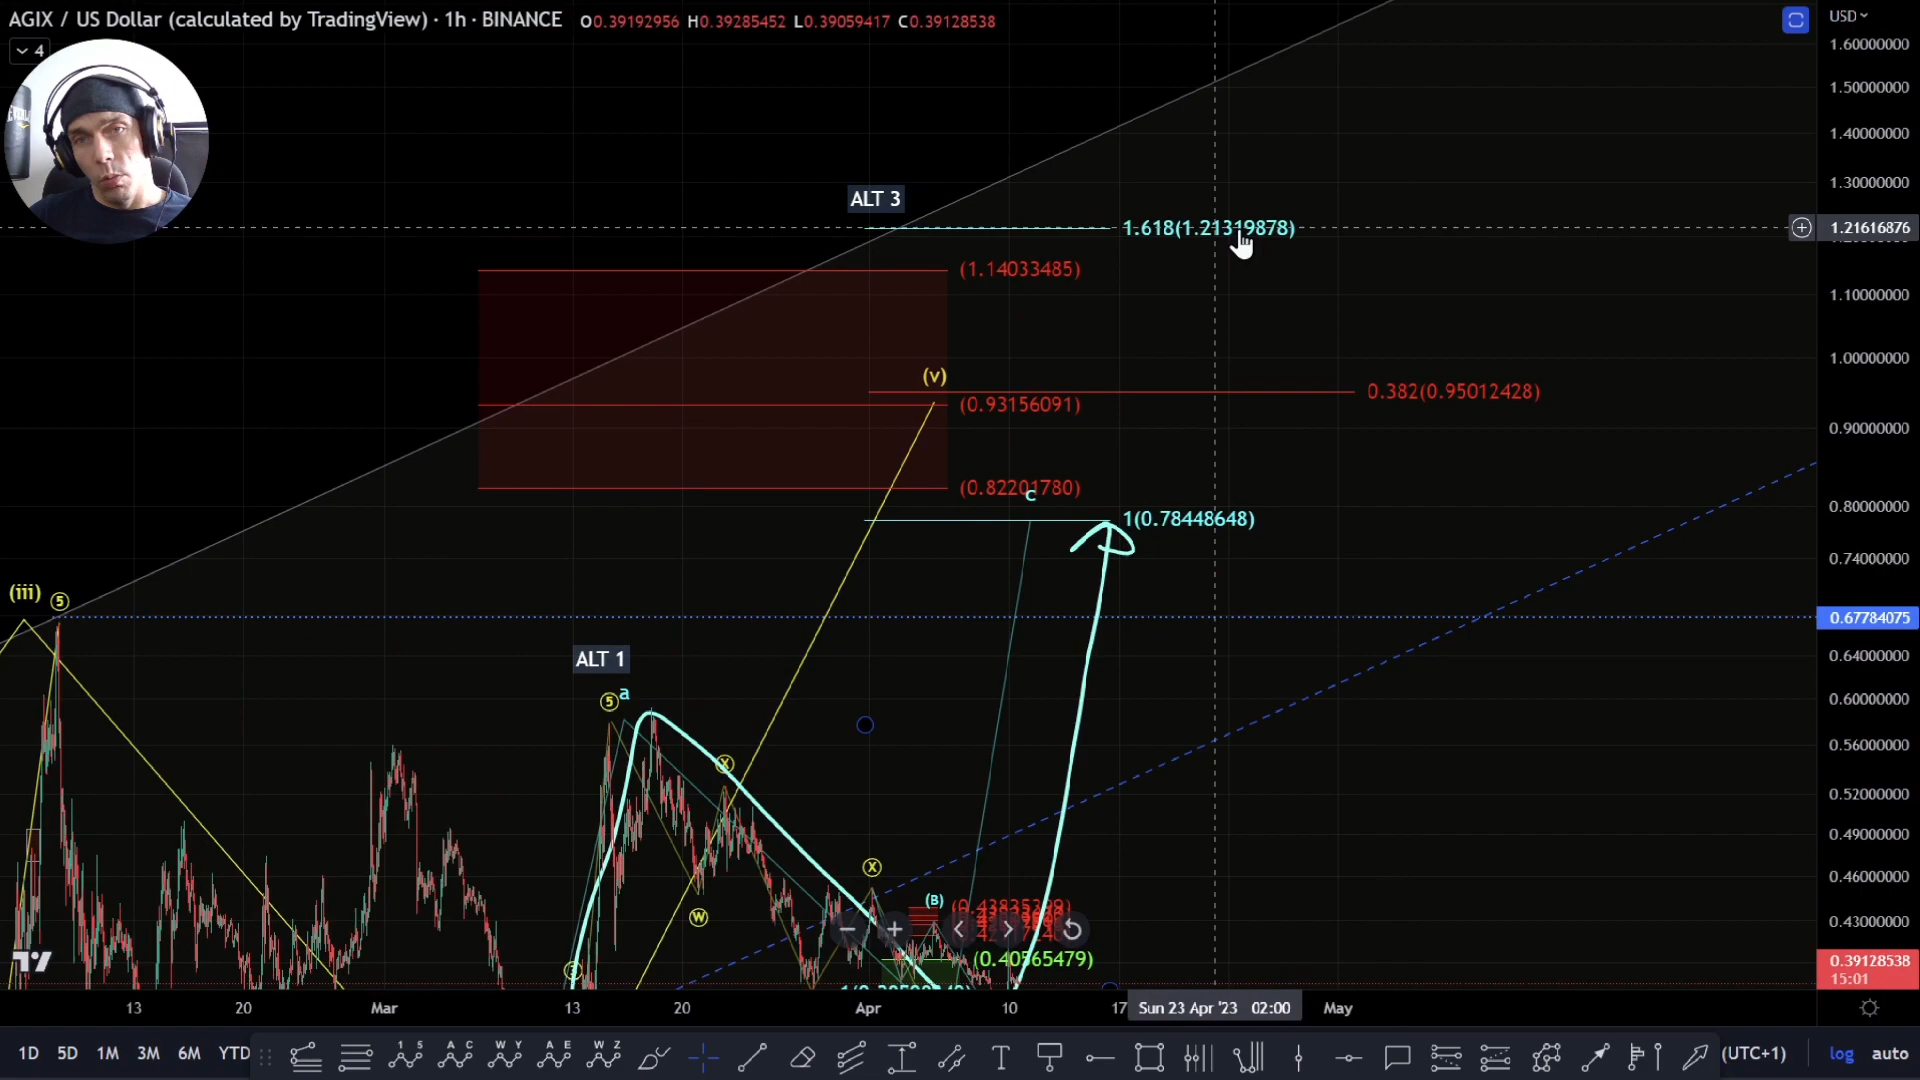 AGIX / US Dollar (calculated by TradingView) · 1h · BINANCE O0.39192956 H0.39285452 L0.39059417 C0.39128538
USD
4
1.60000000
1.50000000
1.40000000
1.30000000
ALT 3
1.618(1.21319878)
1.21616876
(1.14033485)
1.10000000
1.00000000
(v)
0.382(0.95012428)
(0.93156091)
0.90000000
(0.82201780)
c
0.80000000
1(0.78448648)
0.74000000
(iii)
5
0.67784075
ALT 1
0.64000000
5 a
0.60000000
0.56000000
X
0.52000000
0.49000000
X
0.46000000
(B)
W
0.43000000
(0.40565479)
0.39128538
15:01
13 20 Mar 13 20 Apr 10 17 Sun 23 Apr '23 02:00 May
1D 5D 1M 3M 6M YTD
1 5
A C
W Y
A E
W Z
T
(UTC+1) log auto